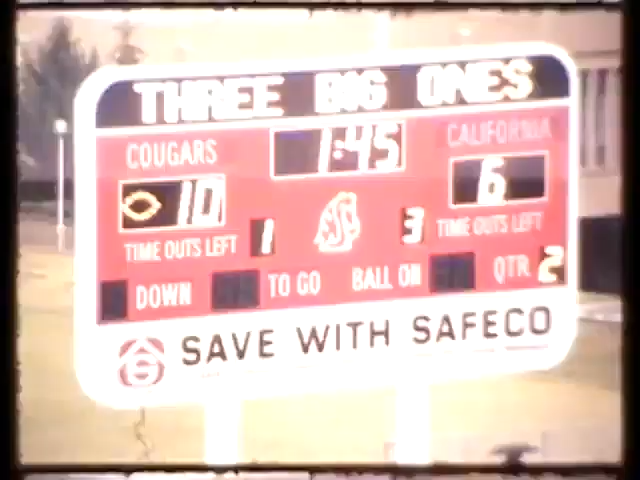 THREE BIG ONES
COUGARS 1:45 CALIFORNIA
10 6
TIME OUTS LEFT 1 3 TIME OUTS LEFT
DOWN TO GO BALL ON QTR 2
SAVE WITH SAFECO